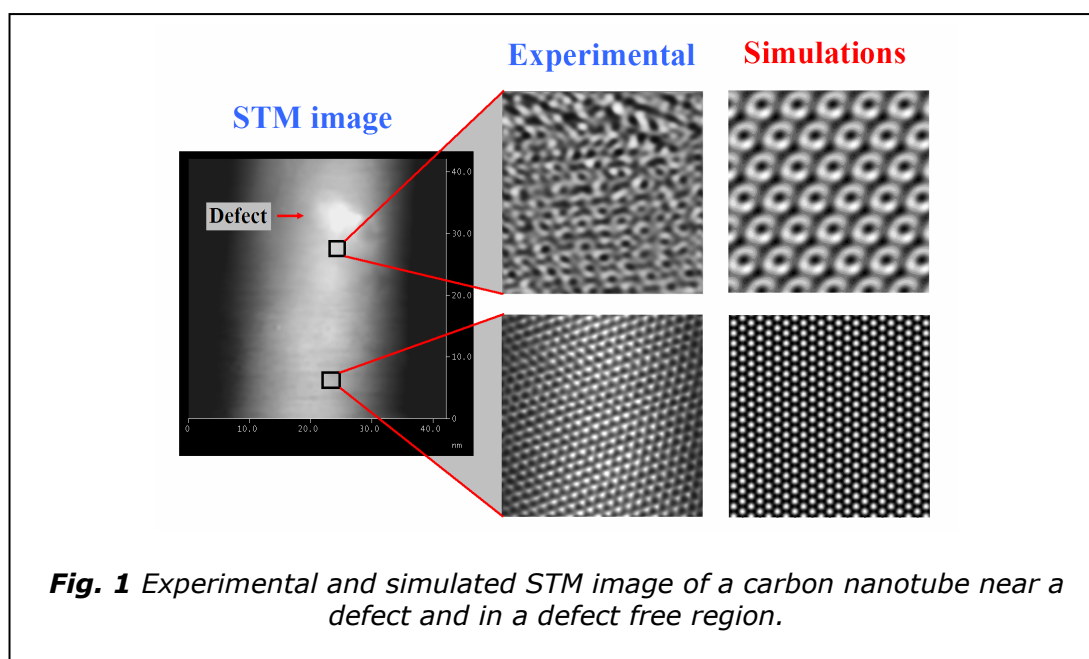 Experimental
Simulations
STM image
Defect
40.0
30.0
20.0
10.0
0
0
10.0
20.0
30.0
40.0
nm
Fig. 1 Experimental and simulated STM image of a carbon nanotube near a
defect and in a defect free region.